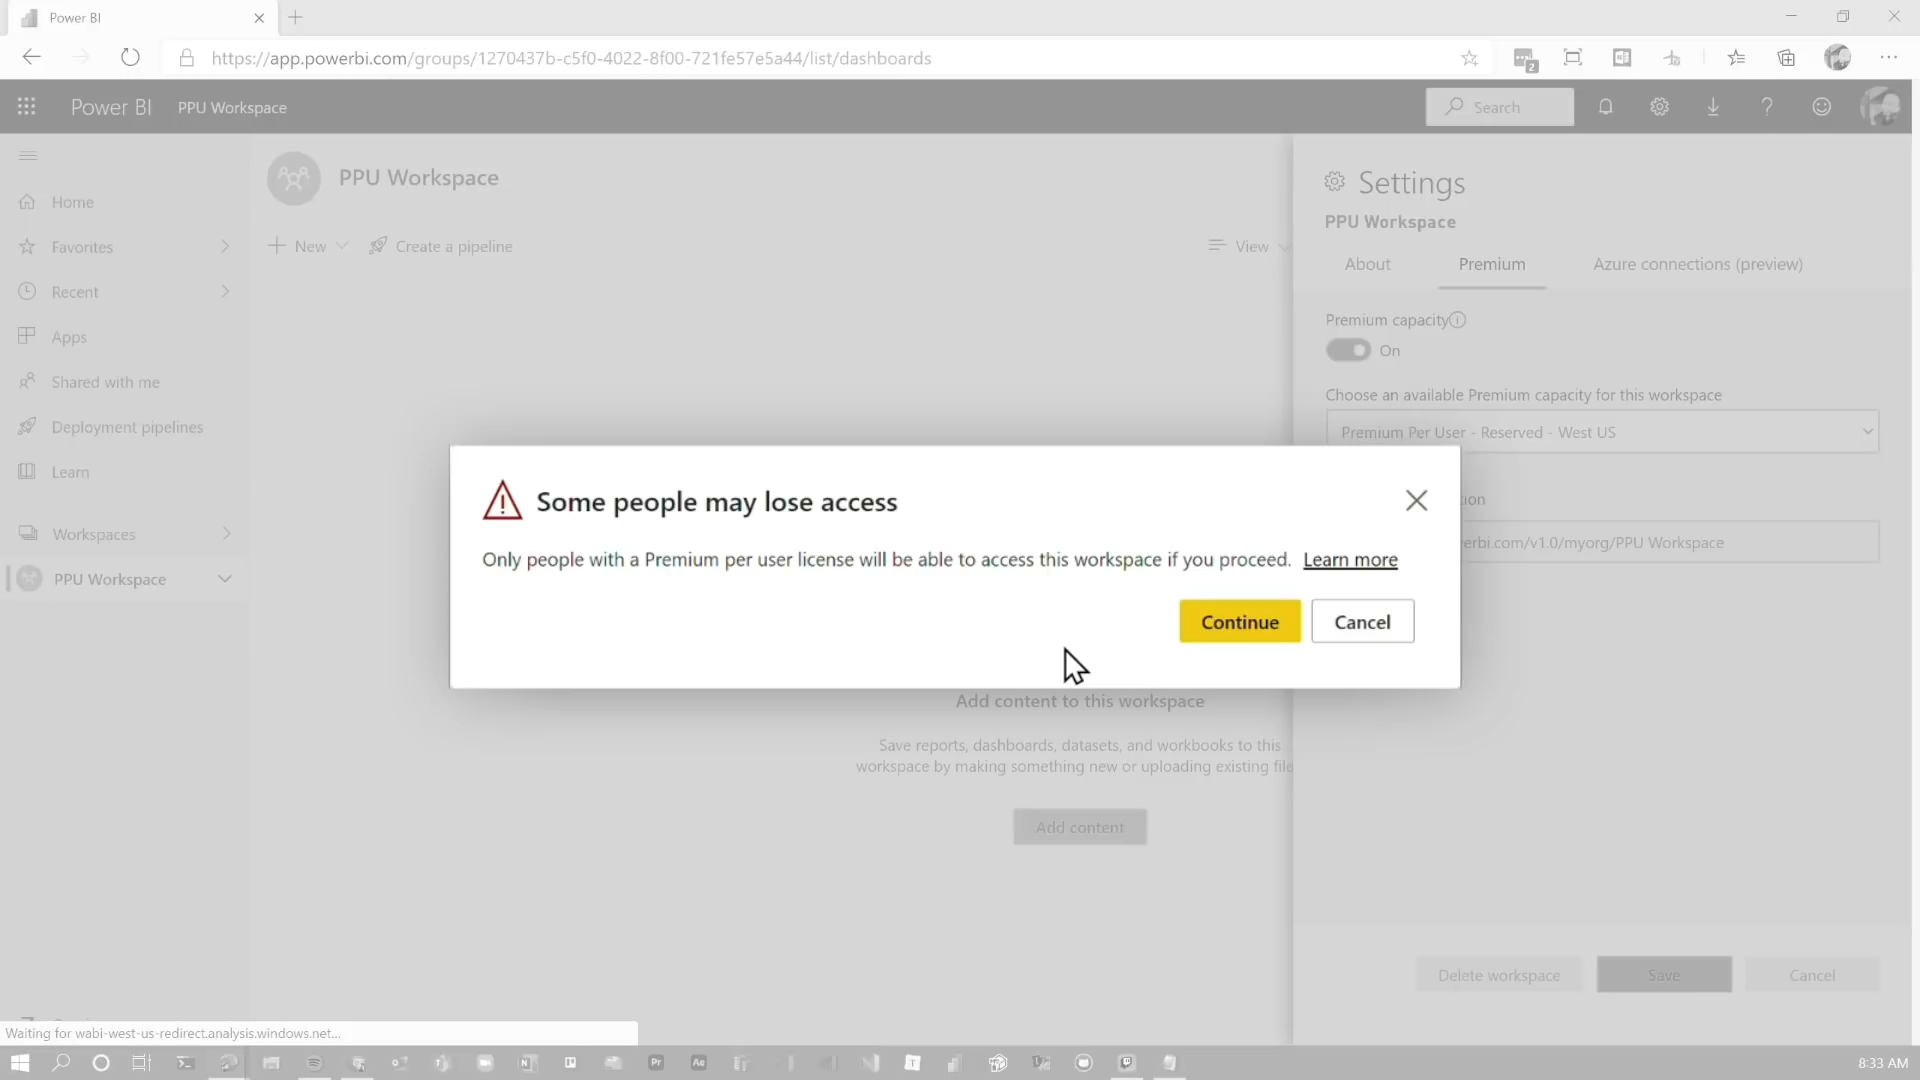 Power BI
https://app.powerbi.com/groups/1270437b-c5f0-4022-8f00-721fe57e5a44/list/dashboards
2
Power BI
PPU Workspace
Search
Home
Favorites
Recent
Apps
Shared with me
Deployment pipelines
Learn
Workspaces
PPU Workspace
PPU Workspace
New
Create a pipeline
View
Settings
PPU Workspace
About
Premium
Azure connections (preview)
Premium capacity
On
Choose an available Premium capacity for this workspace
Premium Per User - Reserved - West US
PPU Workspace
Some people may lose access
Only people with a Premium per user license will be able to access this workspace if you proceed. Learn more
Continue
Cancel
Add content to this workspace
Save reports, dashboards, datasets, and workbooks to this
workspace by making something new or uploading existing file
Add content
Delete workspace
Save
Cancel
Waiting for wabi-west-us-redirect.analysis.windows.net...
Pr
Ae
8:33 AM